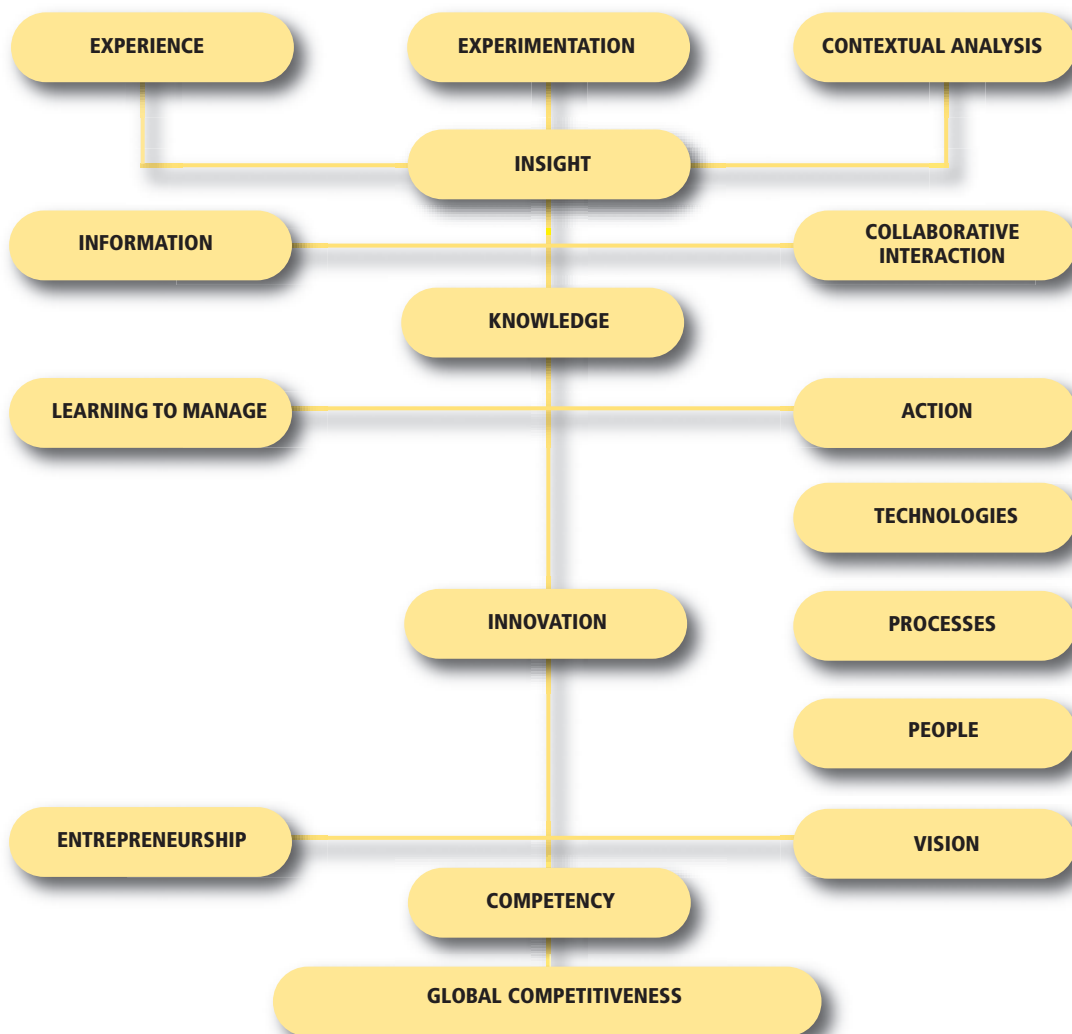 EXPERIENCE
EXPERIMENTATION
CONTEXTUAL ANALYSIS
INSIGHT
INFORMATION
COLLABORATIVE
INTERACTION
KNOWLEDGE
LEARNING TO MANAGE
ACTION
TECHNOLOGIES
INNOVATION
PROCESSES
PEOPLE
ENTREPRENEURSHIP
VISION
COMPETENCY
GLOBAL COMPETITIVENESS